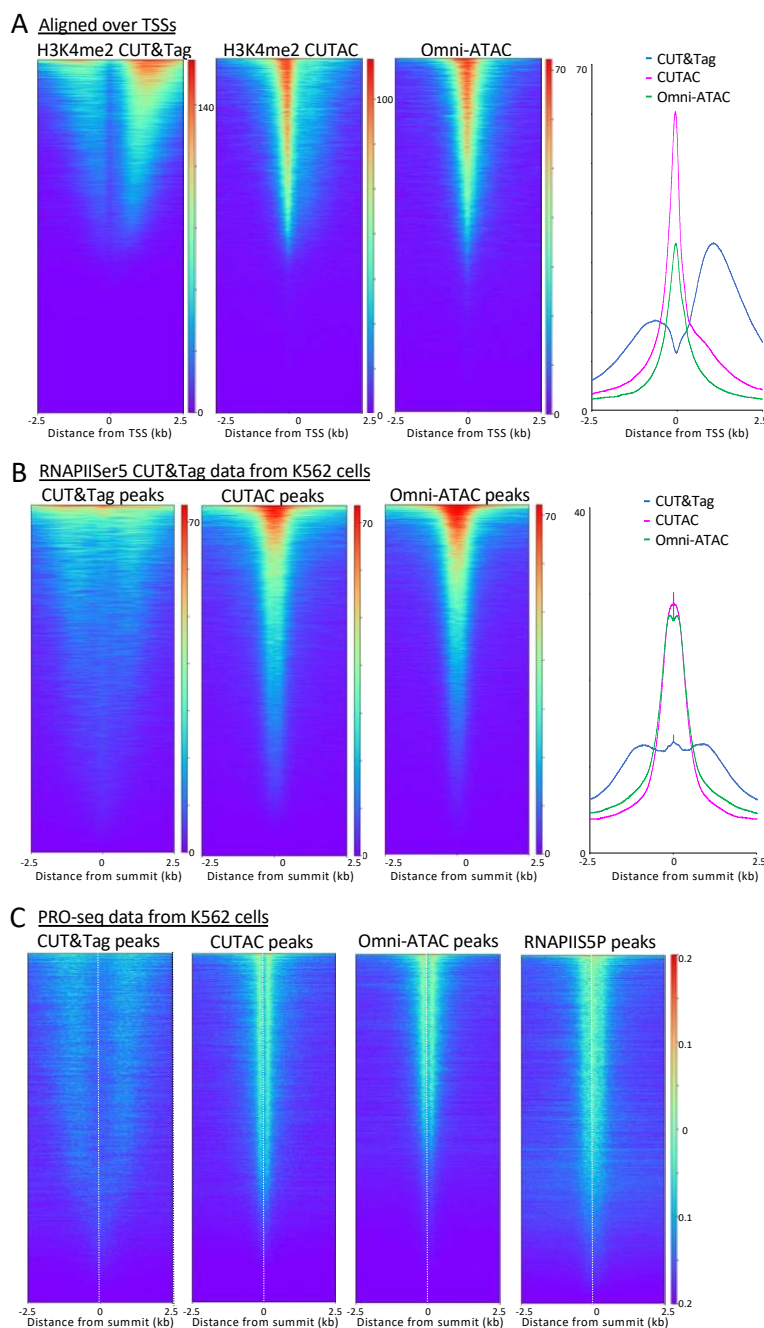 A Aligned over TSSs
H3K4me2 CUT&Tag H3K4me2 CUTAC Omni-ATAC
CUT&Tag
CUTAC
Omni-ATAC
140
0
100
0
70
0
70
0
-2.5 0 2.5 -2.5 0 2.5 -2.5 0 2.5 -2.5 0 2.5
Distance from TSS (kb) Distance from TSS (kb) Distance from TSS (kb) Distance from TSS (kb)
B RNAPIISer5 CUT&Tag data from K562 cells
CUT&Tag peaks CUTAC peaks Omni-ATAC peaks
CUT&Tag
CUTAC
Omni-ATAC
70
0
70
0
70
0
40
0
-2.5 0 2.5 -2.5 0 2.5 -2.5 0 2.5 -2.5 0 2.5
Distance from summit (kb) Distance from summit (kb) Distance from summit (kb) Distance from summit (kb)
C PRO-seq data from K562 cells
CUT&Tag peaks CUTAC peaks Omni-ATAC peaks RNAPIIS5P peaks
0.2
0.1
0
0.1
0.2
-2.5 0 2.5 -2.5 0 2.5 -2.5 0 2.5 -2.5 0 2.5
Distance from summit (kb) Distance from summit (kb) Distance from summit (kb) Distance from summit (kb)